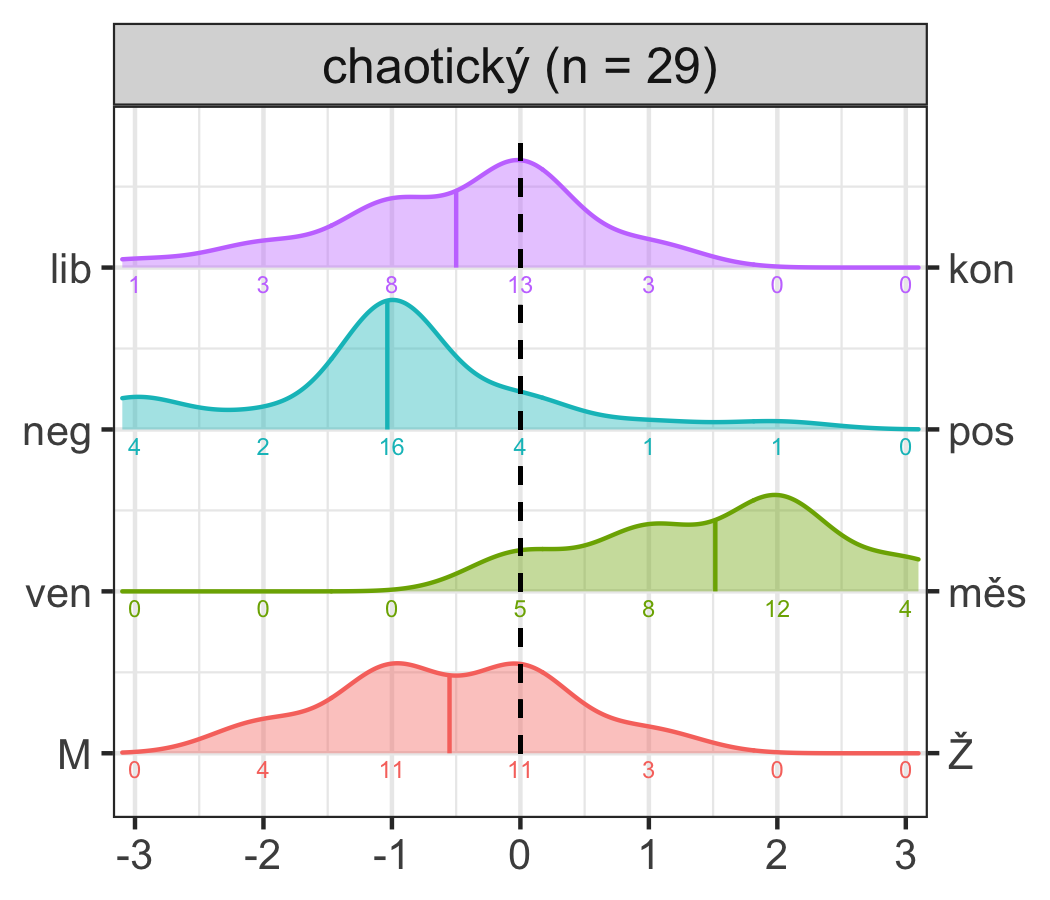 chaotický (n = 29)
lib kon
1 3 8 13 3 0 0
neg pos
4 2 16 4 1 1 0
ven měs
0 0 0 5 8 12 4
M Ž
0 4 11 11 3 0 0
-3 -2 -1 0 1 2 3